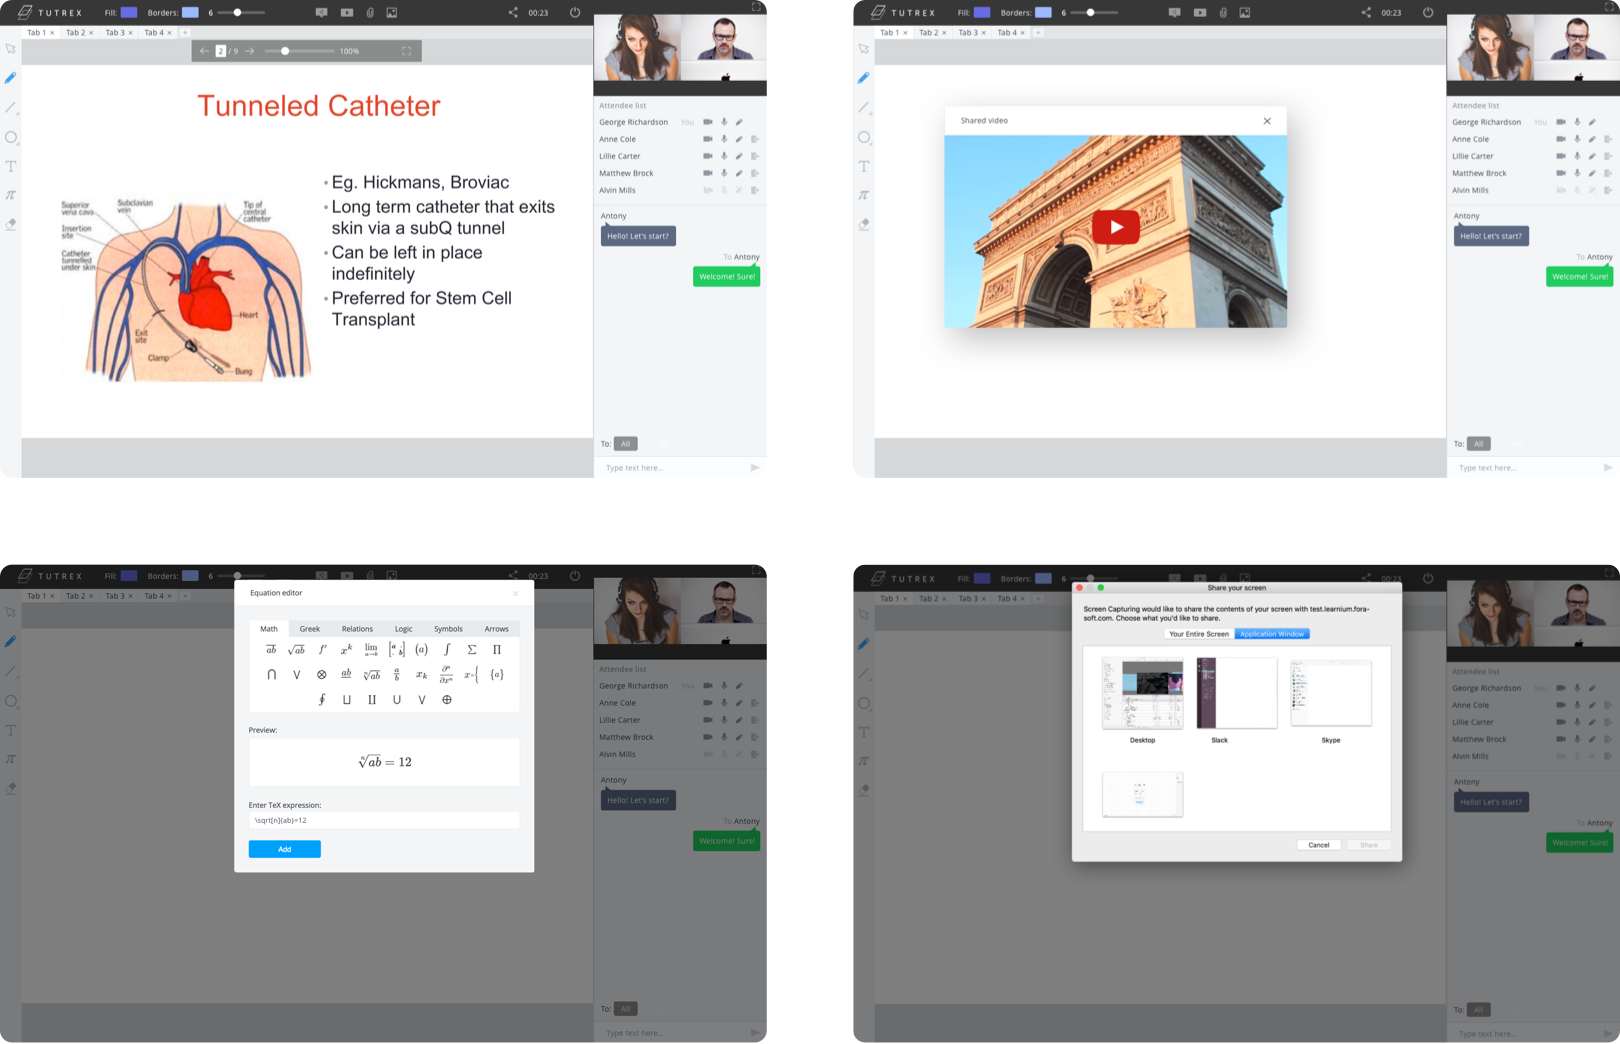 TUTREX Fill: Borders: 6 00:23
Tab 1 × Tab 2 × Tab 3 × Tab 4 × +
2 / 9 100%
Tunneled Catheter
• Eg. Hickmans, Broviac
• Long term catheter that exits
skin via a subQ tunnel
• Can be left in place
indefinitely
• Preferred for Stem Cell
Transplant
Superior
vena cava
Subclavian
vein
Tip of
central
catheter
Insertion
site
Catheter
tunnelled
under skin
Heart
Exit
site
Clamp
Bung
Attendee list
George Richardson You
Anne Cole
Lillie Carter
Matthew Brock
Alvin Mills
Antony
Hello! Let's start?
To Antony
Welcome! Sure!
To: All
Type text here...
TUTREX Fill: Borders: 6 00:23
Tab 1 × Tab 2 × Tab 3 × Tab 4 × +
Shared video
Attendee list
George Richardson You
Anne Cole
Lillie Carter
Matthew Brock
Alvin Mills
Antony
Hello! Let's start?
To Antony
Welcome! Sure!
To: All
Type text here...
TUTREX Fill: Borders: 6 00:23
Tab 1 × Tab 2 × Tab 3 × Tab 4 × +
Equation editor
Math Greek Relations Logic Symbols Arrows
Preview:
ⁿ√ab = 12
Enter TeX expression:
\sqrt[n]{ab}=12
Add
Attendee list
George Richardson You
Anne Cole
Lillie Carter
Matthew Brock
Alvin Mills
Antony
Hello! Let's start?
To Antony
Welcome! Sure!
To: All
Type text here...
TUTREX Fill: Borders: 6 00:23
Tab 1 × Tab 2 × Tab 3 × Tab 4 × +
Share your screen
Screen Capturing would like to share the contents of your screen with test.learnium.fora-
soft.com. Choose what you'd like to share.
Your Entire Screen Application Window
Desktop Slack Skype
Cancel Share
Attendee list
George Richardson You
Anne Cole
Lillie Carter
Matthew Brock
Alvin Mills
Antony
Hello! Let's start?
To Antony
Welcome! Sure!
To: All
Type text here...